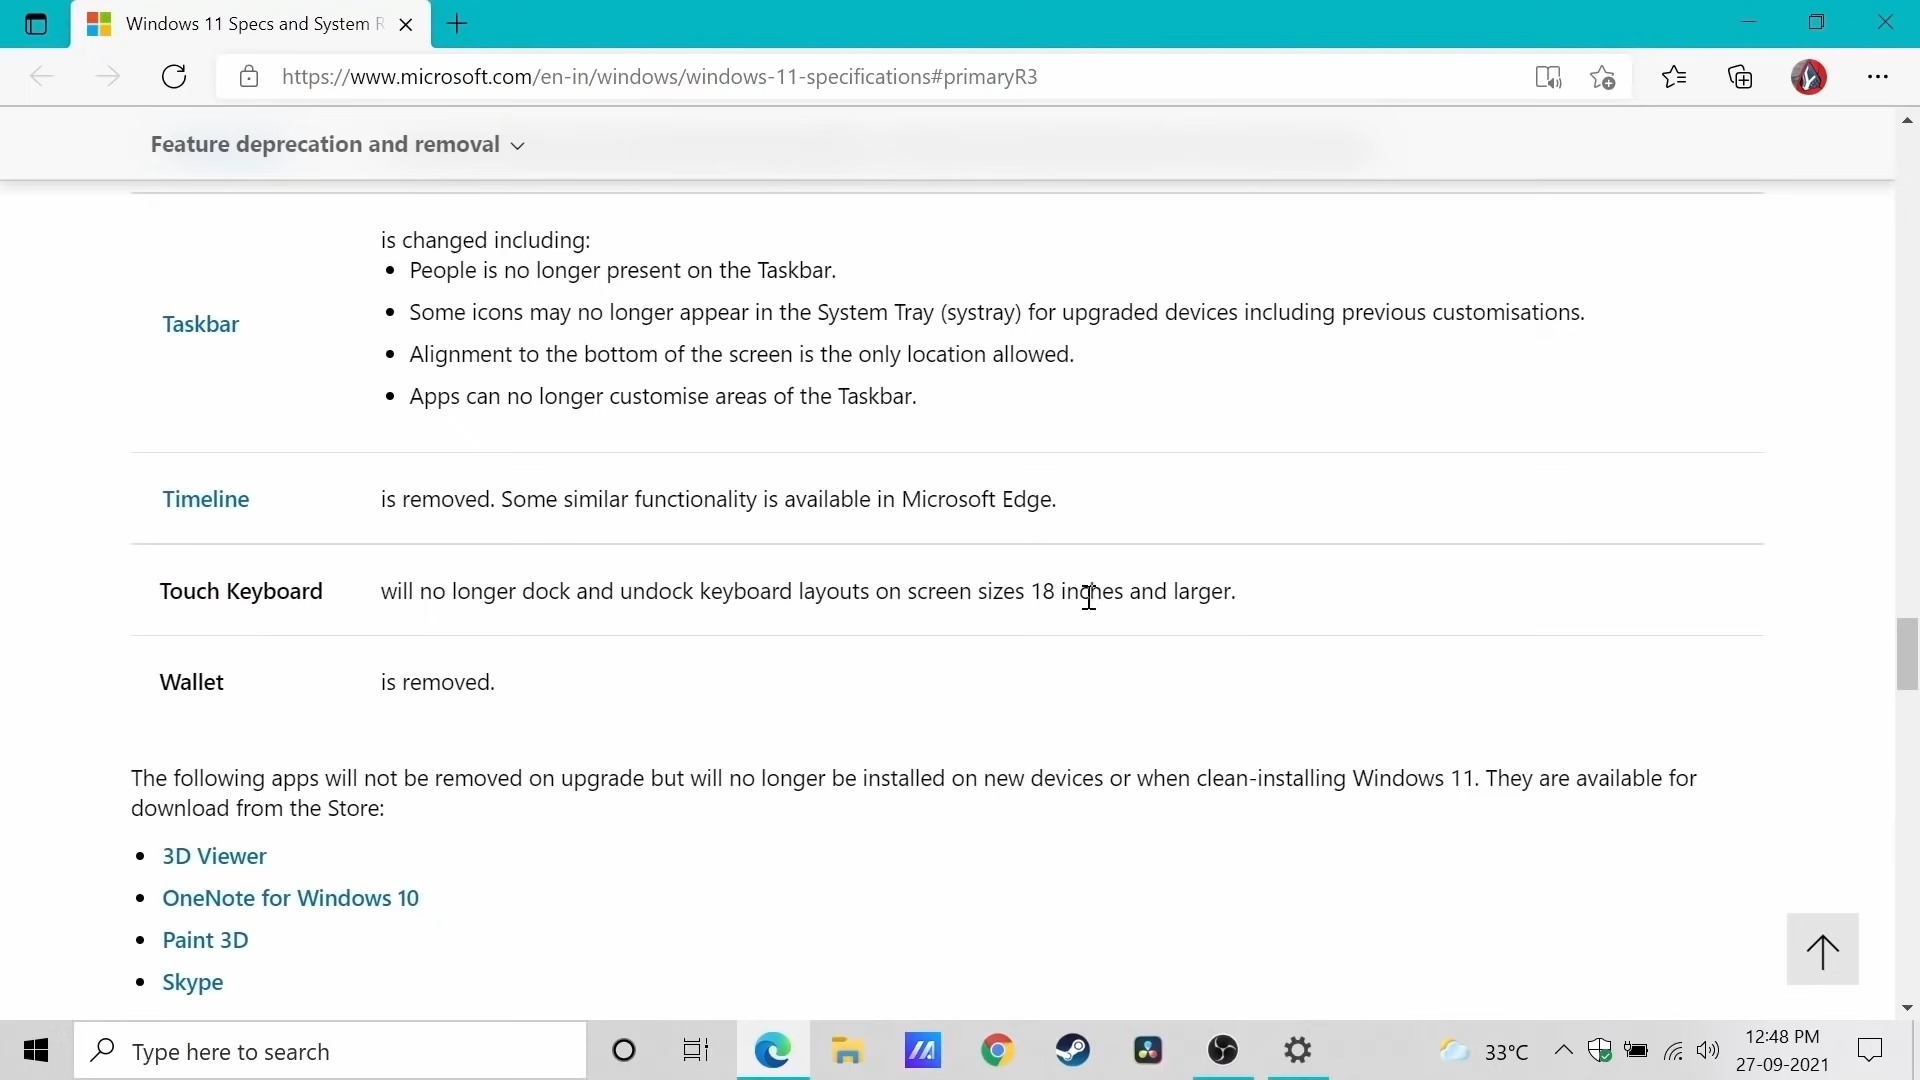 Windows 11 Specs and System R
https://www.microsoft.com/en-in/windows/windows-11-specifications#primaryR3
Feature deprecation and removal
is changed including:
• People is no longer present on the Taskbar.
• Some icons may no longer appear in the System Tray (systray) for upgraded devices including previous customisations.
Taskbar
• Alignment to the bottom of the screen is the only location allowed.
• Apps can no longer customise areas of the Taskbar.
Timeline is removed. Some similar functionality is available in Microsoft Edge.
Touch Keyboard will no longer dock and undock keyboard layouts on screen sizes 18 inches and larger.
Wallet is removed.
The following apps will not be removed on upgrade but will no longer be installed on new devices or when clean-installing Windows 11. They are available for
download from the Store:
• 3D Viewer
• OneNote for Windows 10
• Paint 3D
• Skype
Type here to search
33°C
12:48 PM
27-09-2021